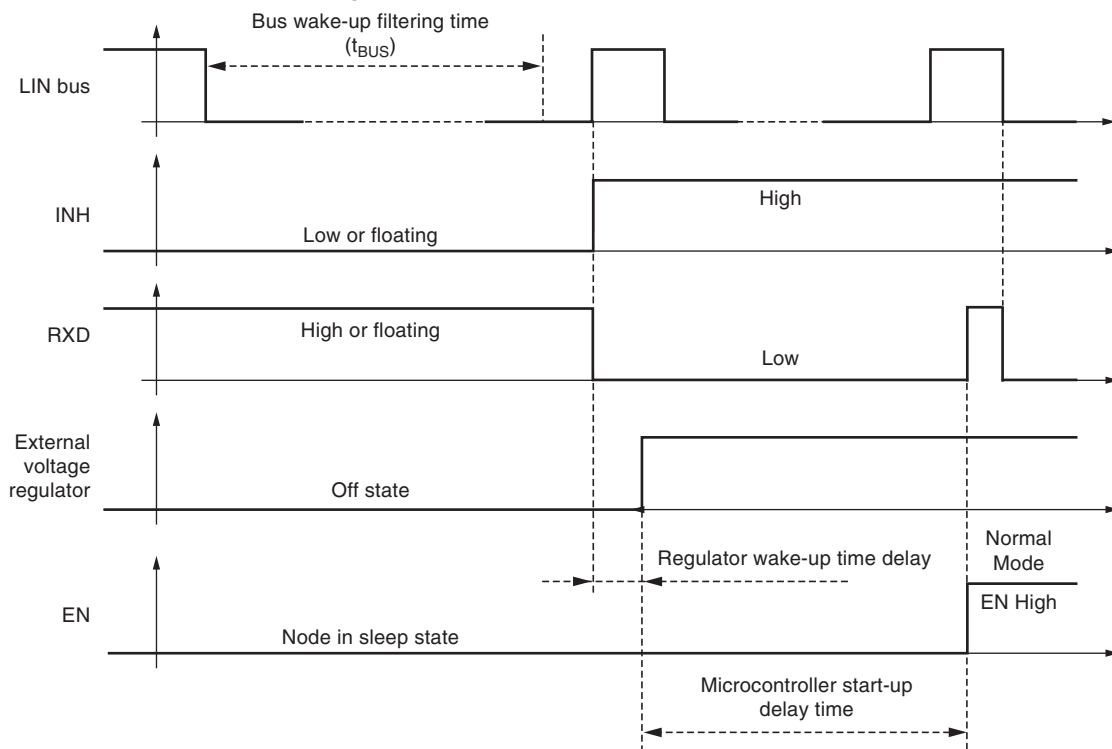 Bus wake-up filtering time
(tBUS)
LIN bus
INH
High
Low or floating
RXD
High or floating
Low
External
voltage
regulator
Off state
Normal
Mode
Regulator wake-up time delay
EN
EN High
Node in sleep state
Microcontroller start-up
delay time